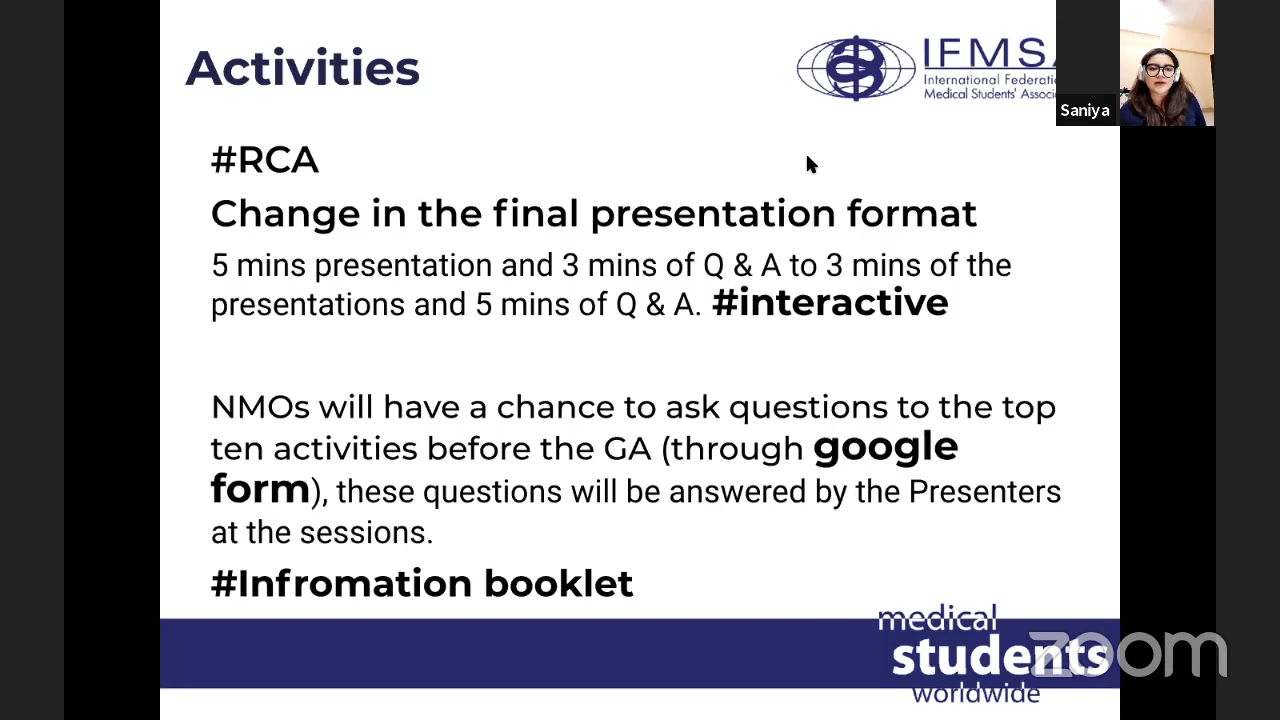 Activities
IFMSA
International Federati
Medical Students' Associ
Saniya
#RCA
Change in the final presentation format
5 mins presentation and 3 mins of Q & A to 3 mins of the
presentations and 5 mins of Q & A. #interactive
NMOs will have a chance to ask questions to the top
ten activities before the GA (through google
form), these questions will be answered by the Presenters
at the sessions.
#Infromation booklet
medical
students
worldwide
zoom